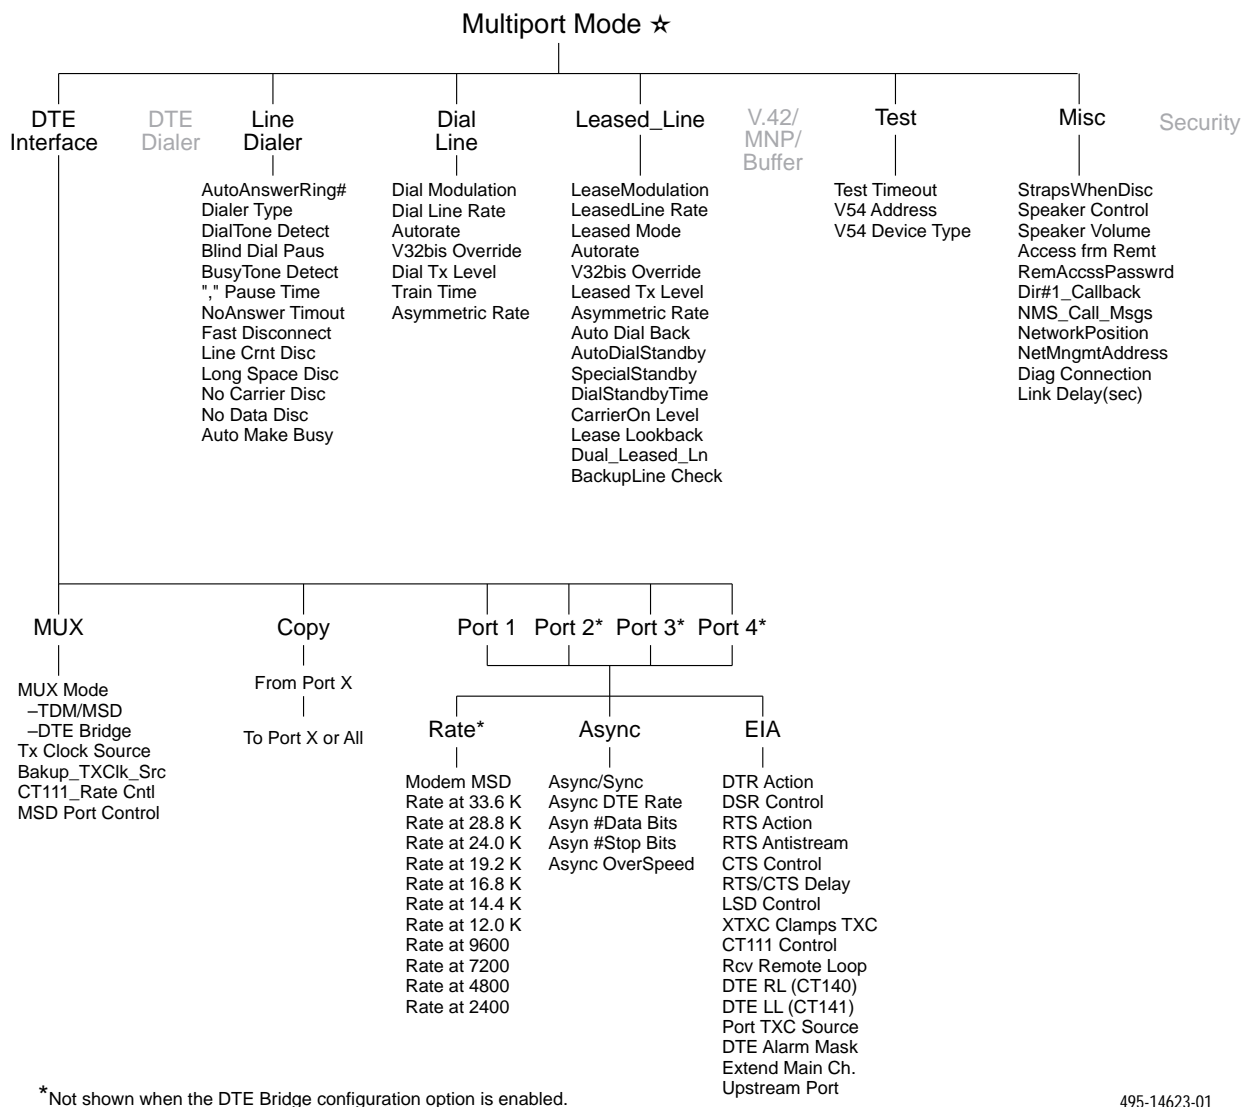 Multiport Mode ☆
DTE
Interface
DTE
Dialer
Line
Dialer
Dial
Line
Leased_Line
V.42/
MNP/
Buffer
Test
Misc
Security
AutoAnswerRing#
Dialer Type
DialTone Detect
Blind Dial Paus
BusyTone Detect
"," Pause Time
NoAnswer Timout
Fast Disconnect
Line Crnt Disc
Long Space Disc
No Carrier Disc
No Data Disc
Auto Make Busy
Dial Modulation
Dial Line Rate
Autorate
V32bis Override
Dial Tx Level
Train Time
Asymmetric Rate
LeaseModulation
LeasedLine Rate
Leased Mode
Autorate
V32bis Override
Leased Tx Level
Asymmetric Rate
Auto Dial Back
AutoDialStandby
SpecialStandby
DialStandbyTime
CarrierOn Level
Lease Lookback
Dual_Leased_Ln
BackupLine Check
Test Timeout
V54 Address
V54 Device Type
StrapsWhenDisc
Speaker Control
Speaker Volume
Access frm Remt
RemAccssPasswrd
Dir#1_Callback
NMS_Call_Msgs
NetworkPosition
NetMngmtAddress
Diag Connection
Link Delay(sec)
MUX
Copy
Port 1
Port 2*
Port 3*
Port 4*
MUX Mode
–TDM/MSD
–DTE Bridge
Tx Clock Source
Bakup_TXClk_Src
CT111_Rate Cntl
MSD Port Control
From Port X
To Port X or All
Rate*
Async
EIA
Modem MSD
Rate at 33.6 K
Rate at 28.8 K
Rate at 24.0 K
Rate at 19.2 K
Rate at 16.8 K
Rate at 14.4 K
Rate at 12.0 K
Rate at 9600
Rate at 7200
Rate at 4800
Rate at 2400
Async/Sync
Async DTE Rate
Asyn #Data Bits
Asyn #Stop Bits
Async OverSpeed
DTR Action
DSR Control
RTS Action
RTS Antistream
CTS Control
RTS/CTS Delay
LSD Control
XTXC Clamps TXC
CT111 Control
Rcv Remote Loop
DTE RL (CT140)
DTE LL (CT141)
Port TXC Source
DTE Alarm Mask
Extend Main Ch.
Upstream Port
*Not shown when the DTE Bridge configuration option is enabled.
495-14623-01